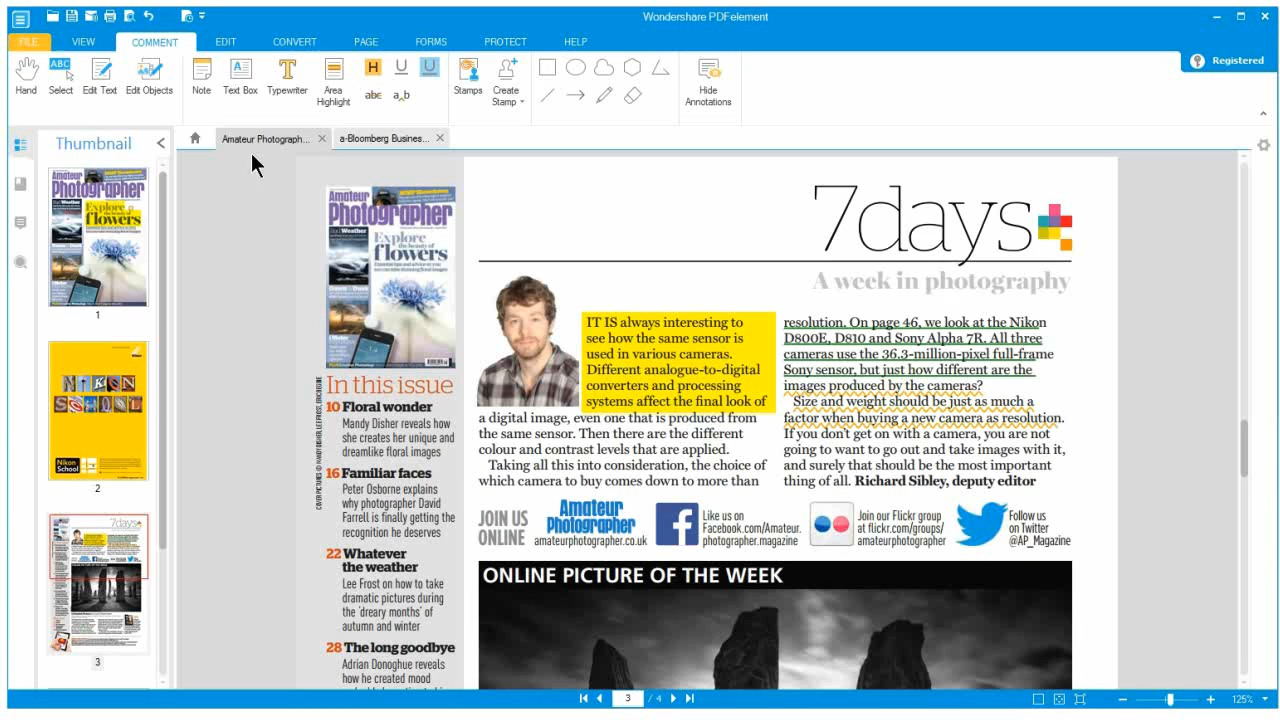 Wondershare PDFelement
FILE VIEW COMMENT EDIT CONVERT PAGE FORMS PROTECT HELP
Registered
ABC
H U U
abc a,b
Hand Select Edit Text Edit Objects Note Text Box Typewriter Area Highlight Stamps Create Stamp Hide Annotations
Thumbnail
Amateur Photograph...
a-Bloomberg Busines...
Amateur
Photographer
Explore
the beauty of
flowers
1
NIKON
SCHOOL
Nikon
School
2
7days
3
Amateur
Photographer
Weather
Explore
the beauty of
flowers
In this issue
10 Floral wonder
Mandy Disher reveals
how she creates her unique and
dreamlike floral images
16 Familiar faces
Peter Osborne explains
why photographer David
Farrell is finally getting the
recognition he deserves
22 Whatever
the weather
Lee Frost on how to take
dramatic pictures during
the 'dreary months' of
autumn and winter
28 The long goodbye
Adrian Donoghue reveals
how he created mood
7days
A week in photography
IT IS always interesting to
see how the same sensor is
used in various cameras.
Different analogue-to-digital
converters and processing
systems affect the final look of
a digital image, even one that is produced from
the same sensor. Then there are the different
colour and contrast levels that are applied.
Taking all this into consideration, the choice of
which camera to buy comes down to more than
resolution. On page 46, we look at the Nikon
D800E, D810 and Sony Alpha 7R. All three
cameras use the 36.3-million-pixel full-frame
Sony sensor, but just how different are the
images produced by the cameras?
Size and weight should be just as much a
factor when buying a new camera as resolution.
If you don't get on with a camera, you are not
going to want to go out and take images with it,
and surely that should be the most important
thing of all. Richard Sibley, deputy editor
JOIN US
ONLINE
Amateur
Photographer
amateurphotographer.co.uk
Like us on
Facebook.com/Amateur.
photographer.magazine
Join our Flickr group
at flickr.com/groups/
amateurphotographer
Follow us
on Twitter
@AP_Magazine
ONLINE PICTURE OF THE WEEK
3 / 4
125%